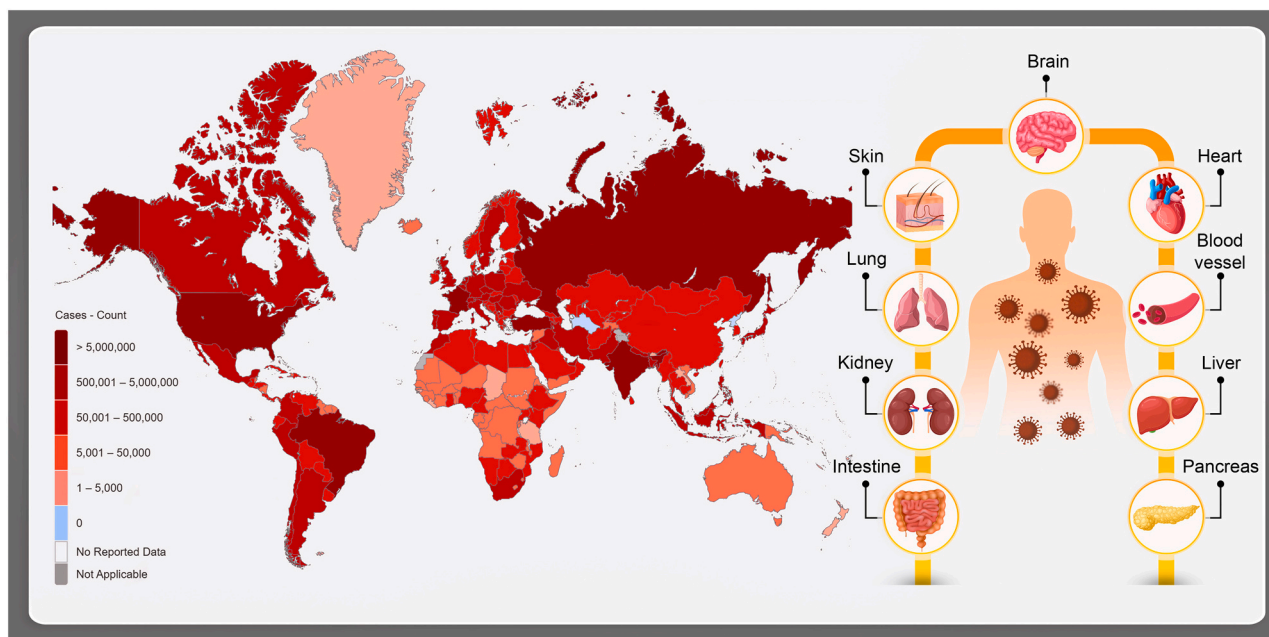 Cases - Count
> 5,000,000
500,001 – 5,000,000
50,001 – 500,000
5,001 – 50,000
1 – 5,000
0
No Reported Data
Not Applicable
Brain
Skin
Heart
Lung
Blood
vessel
Kidney
Liver
Intestine
Pancreas